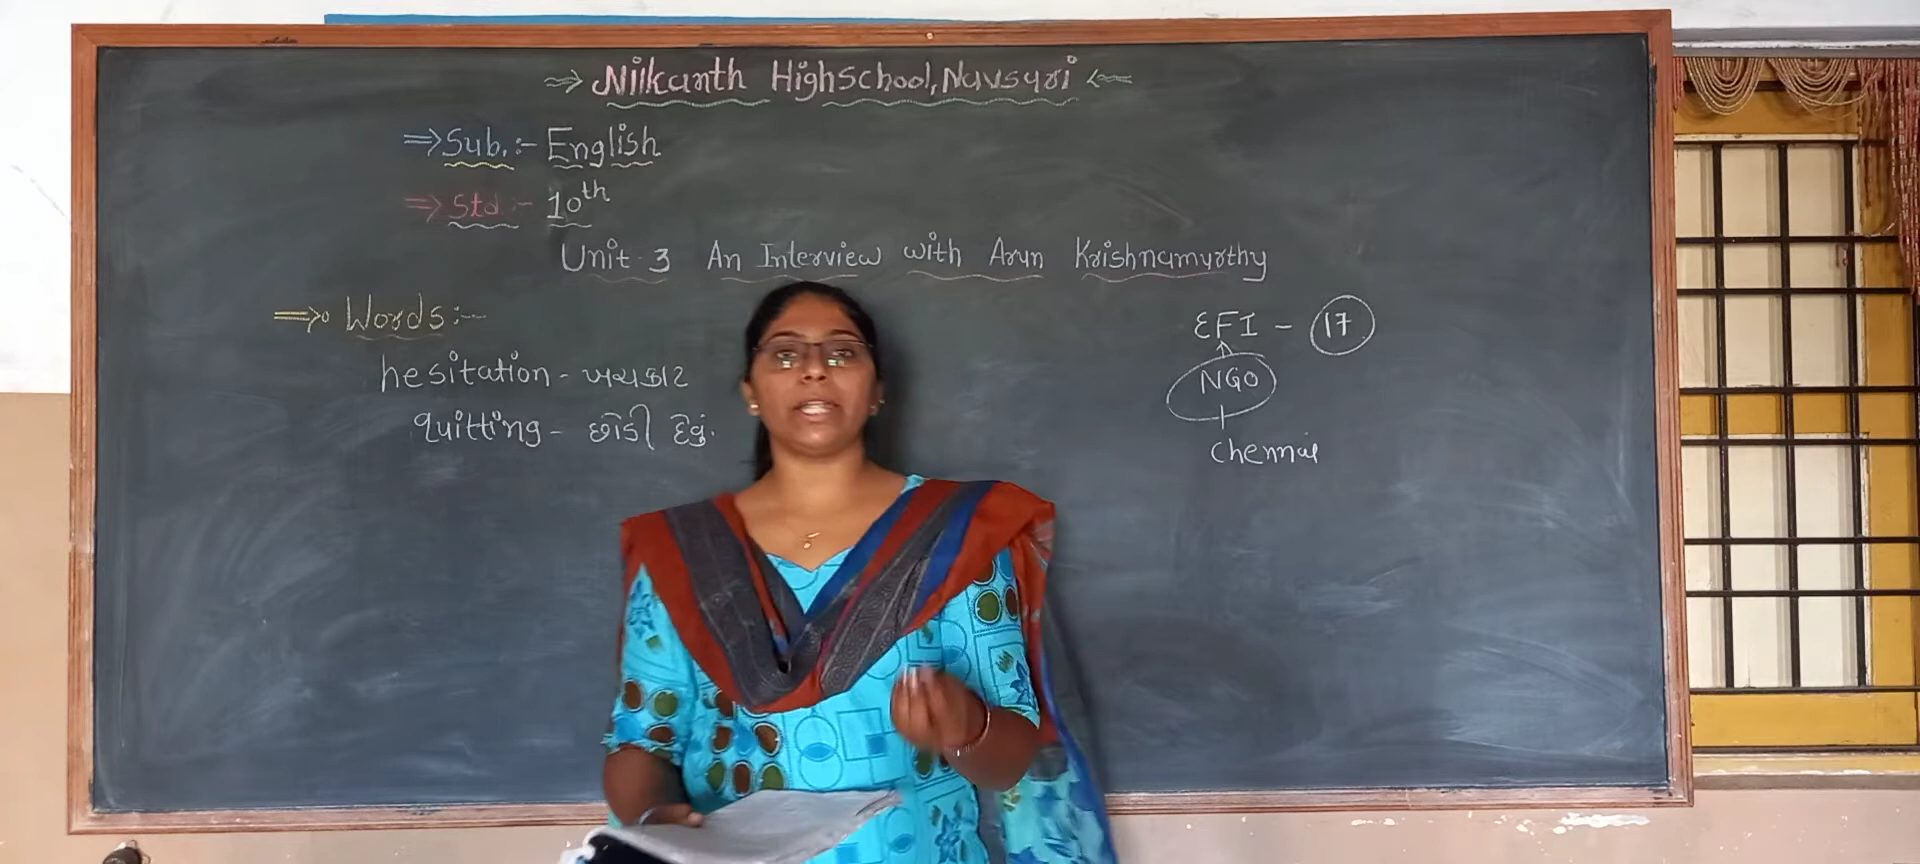 ⇒ Nilkanth HighSchool, Navsari ⇐
⇒ Sub. :- English
⇒ Std :- 10th
Unit 3 An Interview with Arun Krishnamurthy
⇒ Words :-
hesitation - ખચકાટ
quitting - છોડી દેવું.
EFI - 17
NGO
Chennai